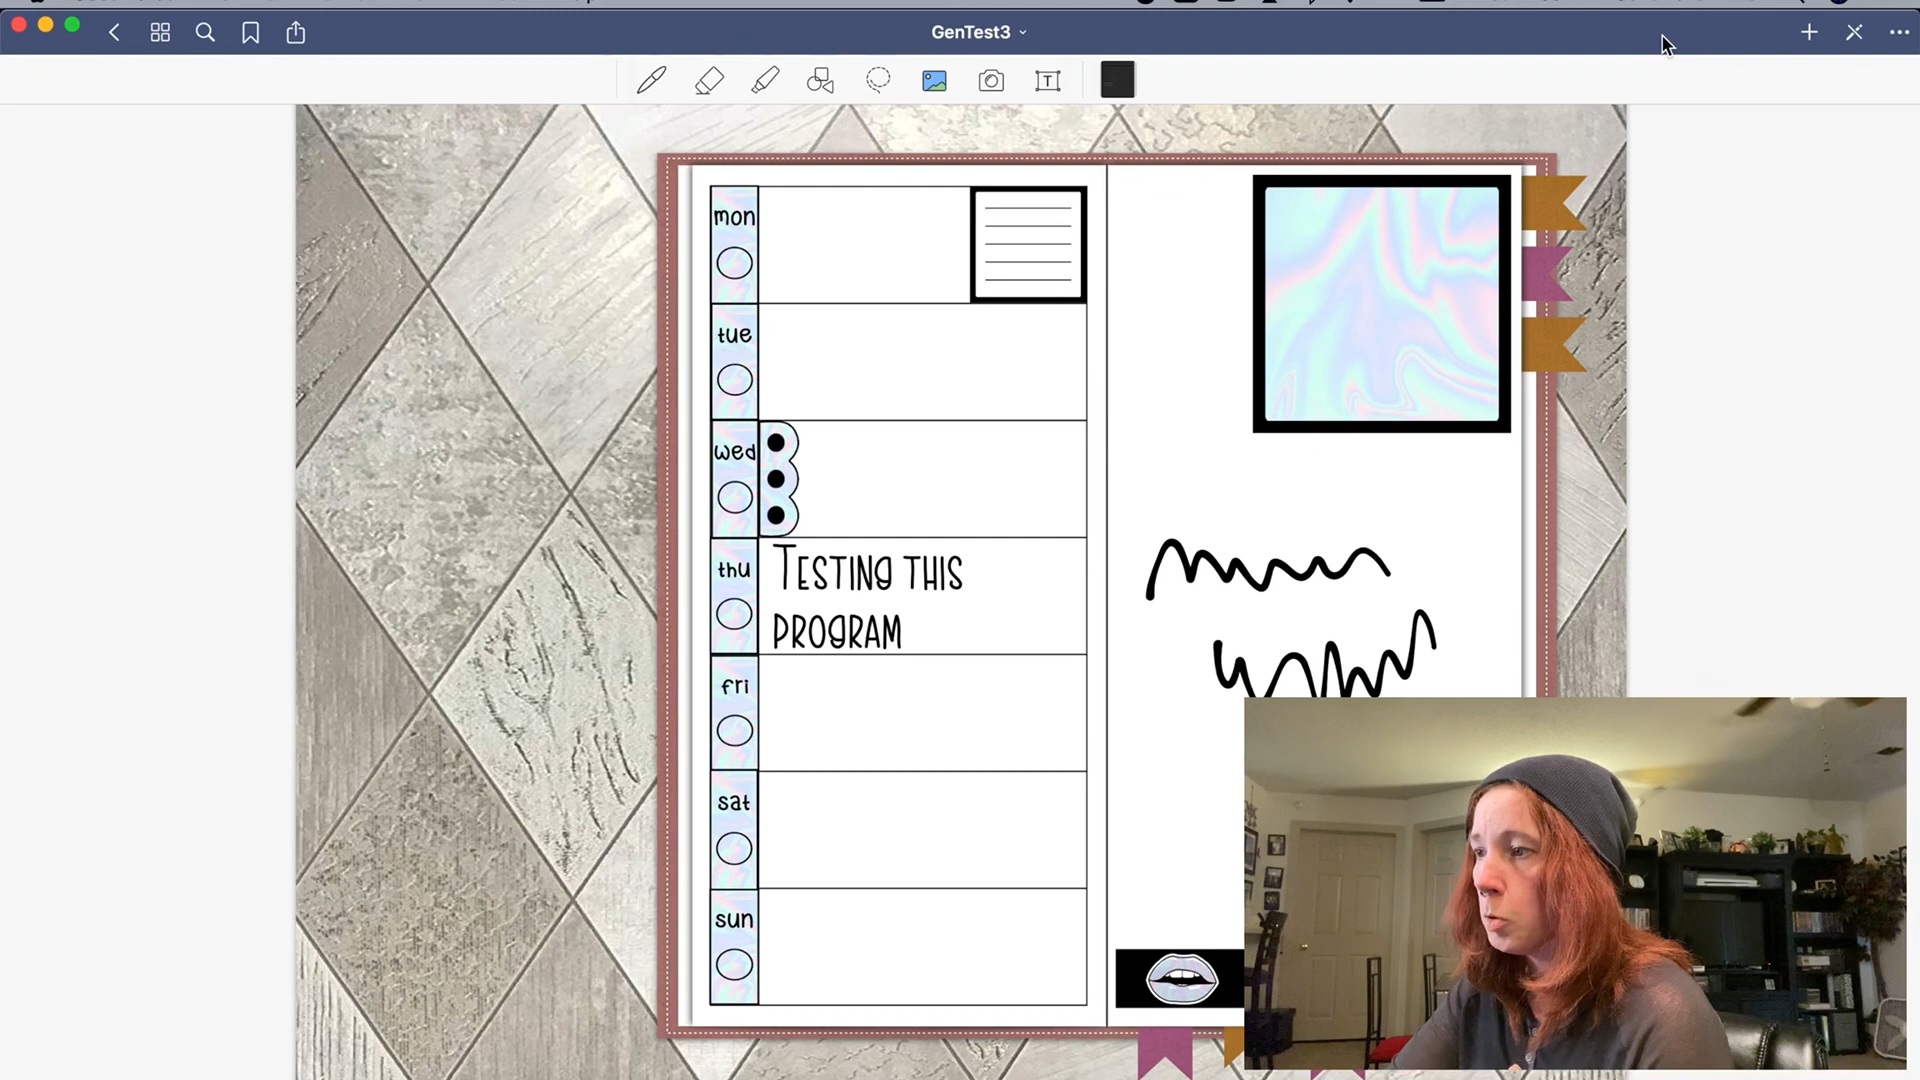 GenTest3
T
mon
tue
wed
thu
Testing this
program
fri
sat
sun